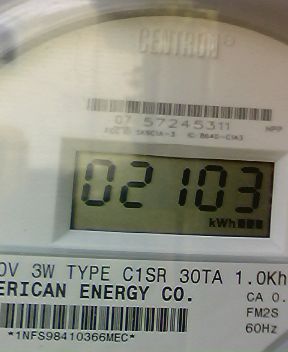 CENTRON®
07 57245311
02103
kWh
0V 3W TYPE C1SR 30TA 1.0Kh
ERICAN ENERGY CO.
CA 0.
FM2S
60Hz
*1NFS98410366MEC*